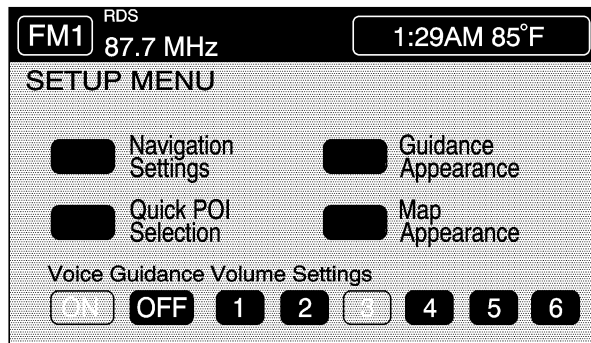 FM1 RDS 87.7 MHz 1:29AM 85°F
SETUP MENU
Navigation Settings
Guidance Appearance
Quick POI Selection
Map Appearance
Voice Guidance Volume Settings
ON OFF 1 2 3 4 5 6